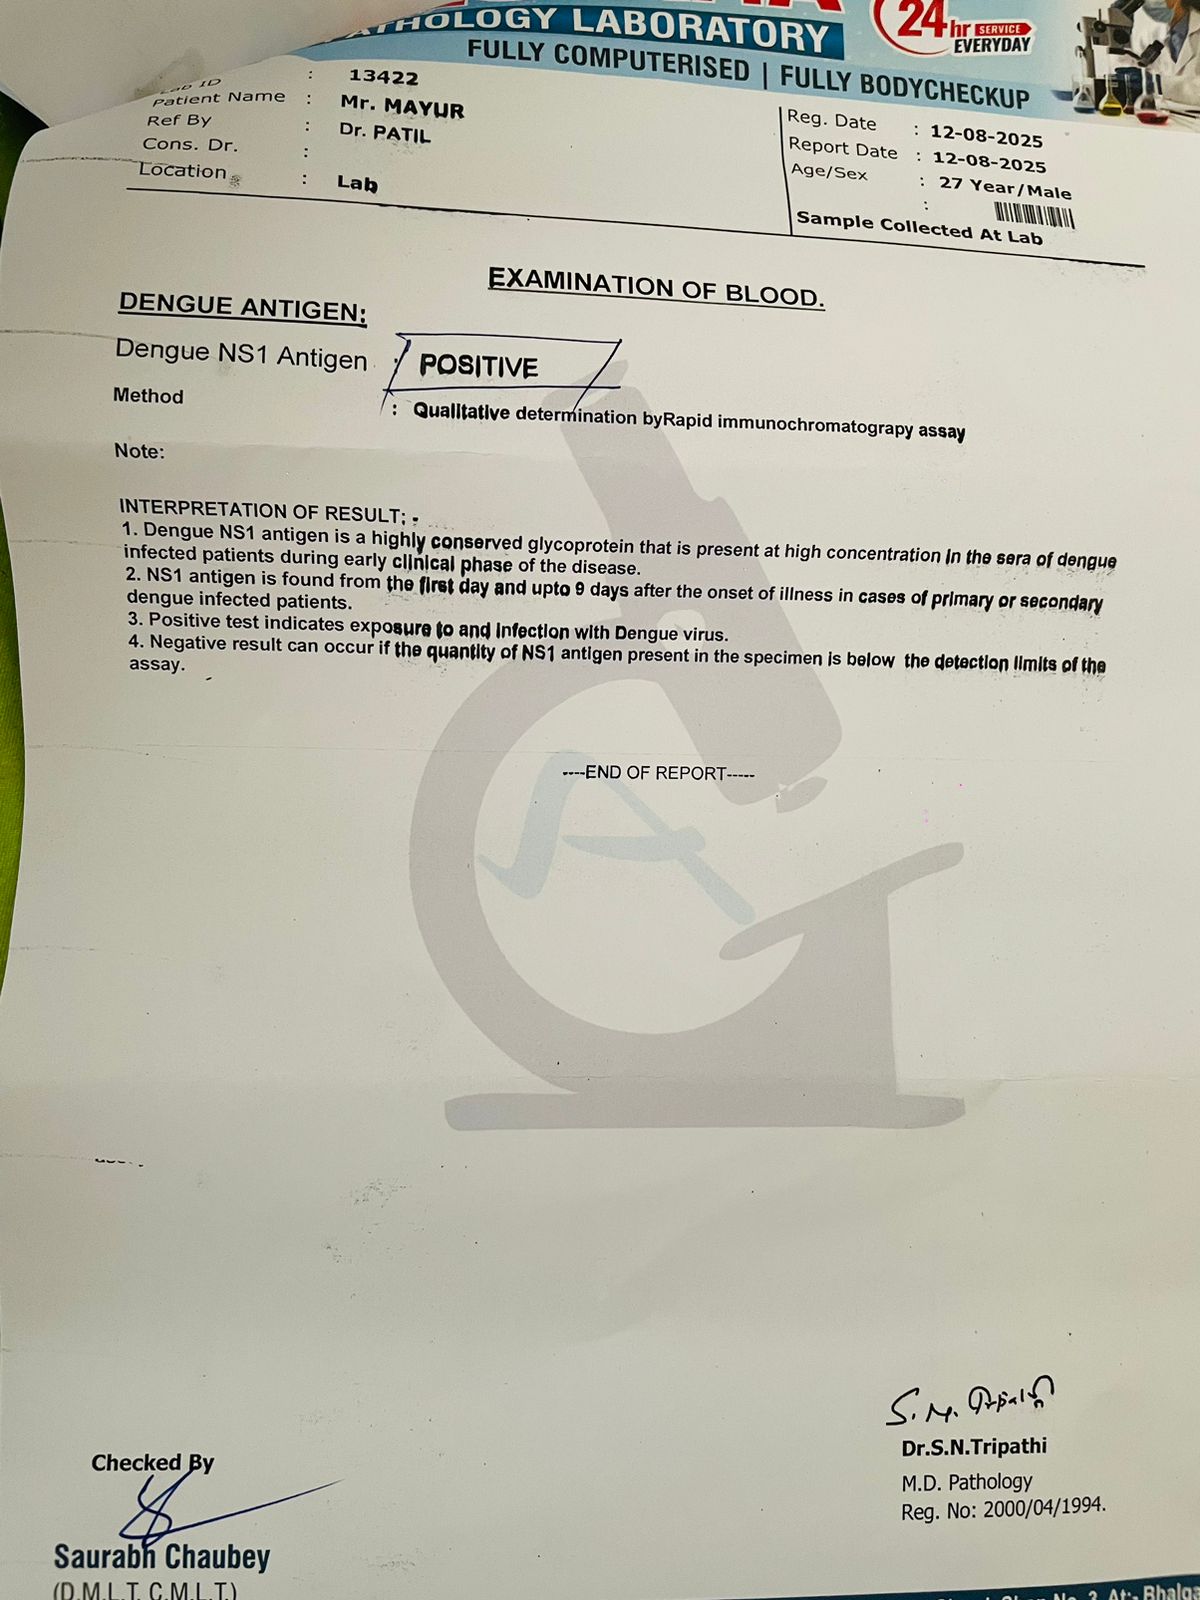 PATHOLOGY LABORATORY
24hr SERVICE
EVERYDAY
FULLY COMPUTERISED | FULLY BODYCHECKUP
Lab ID : 13422
Patient Name : Mr. MAYUR
Ref By : Dr. PATIL
Cons. Dr. :
Location : Lab
Reg. Date : 12-08-2025
Report Date : 12-08-2025
Age/Sex : 27 Year/Male
:
Sample Collected At Lab
EXAMINATION OF BLOOD.
DENGUE ANTIGEN:
Dengue NS1 Antigen : POSITIVE
Method : Qualitative determination byRapid immunochromatograpy assay
Note:
INTERPRETATION OF RESULT; -
1. Dengue NS1 antigen is a highly conserved glycoprotein that is present at high concentration in the sera of dengue
infected patients during early clinical phase of the disease.
2. NS1 antigen is found from the first day and upto 9 days after the onset of illness in cases of primary or secondary
dengue infected patients.
3. Positive test indicates exposure to and infection with Dengue virus.
4. Negative result can occur if the quantity of NS1 antigen present in the specimen is below the detection limits of the
assay.
----END OF REPORT-----
S. N. Tripathi
Dr.S.N.Tripathi
M.D. Pathology
Reg. No: 2000/04/1994.
Checked By
Saurabh Chaubey
(D.M.L.T, C.M.L.T.)
No. 3, At:-